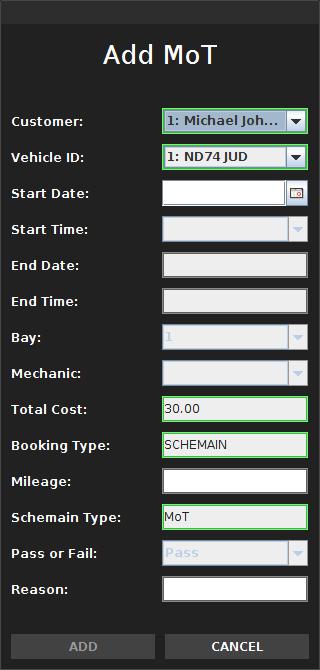 Add MoT
Customer: 1: Michael Joh...
Vehicle ID: 1: ND74 JUD
Start Date:
Start Time:
End Date:
End Time:
Bay: 1
Mechanic:
Total Cost: 30.00
Booking Type: SCHEMAIN
Mileage:
Schemain Type: MoT
Pass or Fail: Pass
Reason:
ADD CANCEL